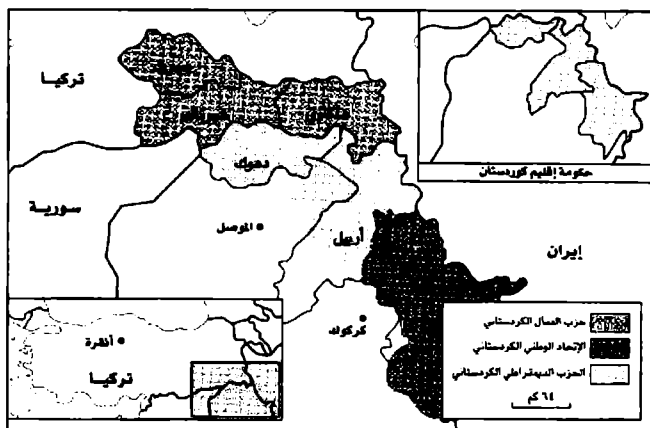 تركيا
سورية
دهوك
الموصل
أربيل
إيران
كركوك
حكومة إقليم كوردستان
أنقرة
تركيا
حزب العمال الكردستاني
الإتحاد الوطني الكردستاني
الحزب الديمقراطي الكردستاني
٦٤ كم